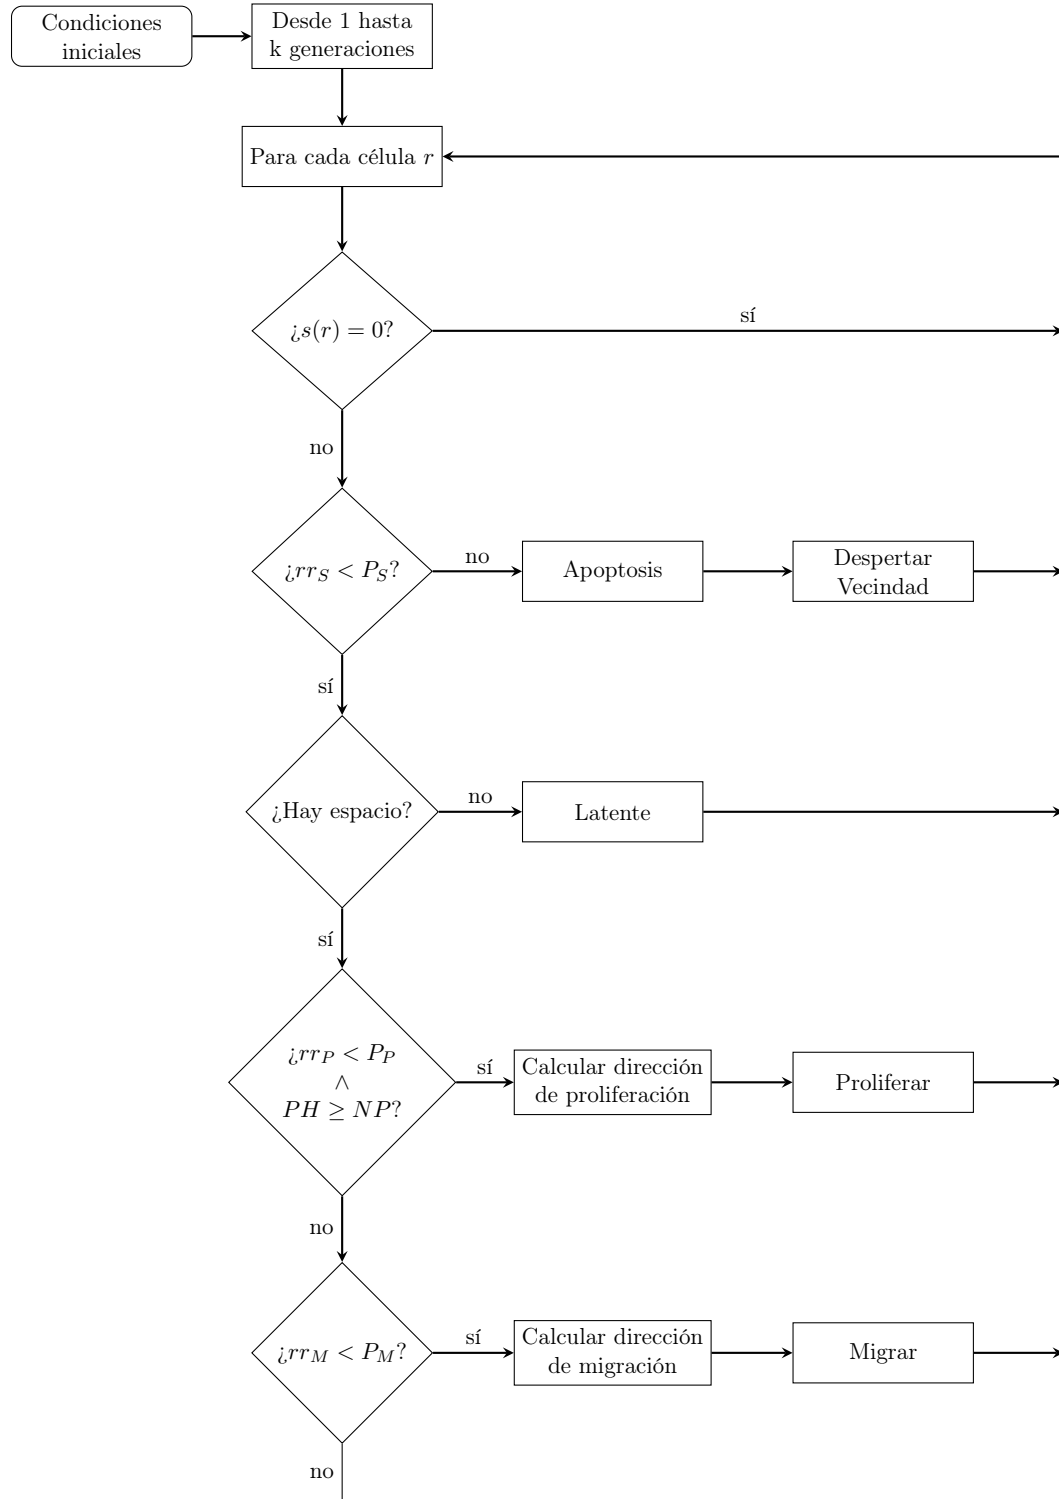 Condiciones
iniciales
Desde 1 hasta
k generaciones
Para cada célula r
¿s(r) = 0?
sí
no
¿rr_S < P_S?
no
Apoptosis
Despertar
Vecindad
sí
¿Hay espacio?
no
Latente
sí
¿rr_P < P_P
∧
PH ≥ NP?
sí
Calcular dirección
de proliferación
Proliferar
no
¿rr_M < P_M?
sí
Calcular dirección
de migración
Migrar
no